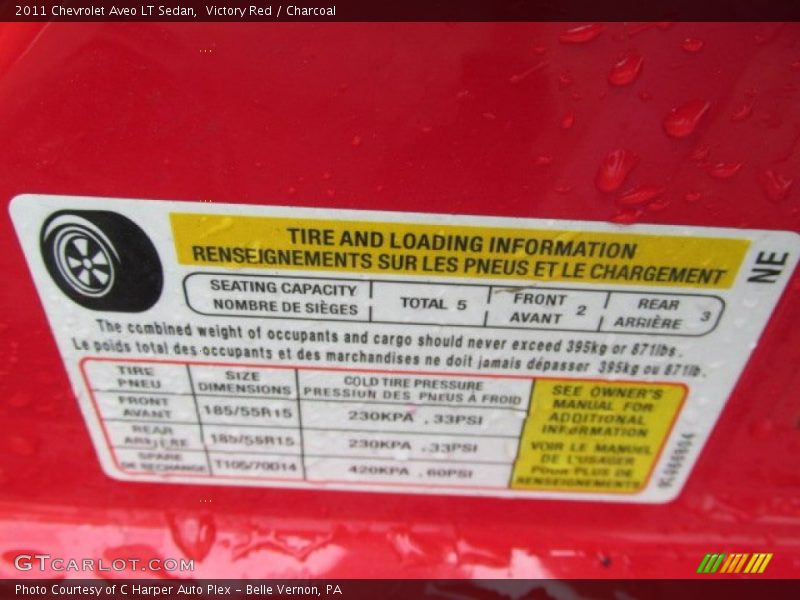 2011 Chevrolet Aveo LT Sedan, Victory Red / Charcoal
TIRE AND LOADING INFORMATION
RENSEIGNEMENTS SUR LES PNEUS ET LE CHARGEMENT
NE
SEATING CAPACITY
NOMBRE DE SIÈGES
TOTAL 5
FRONT
AVANT 2
REAR
ARRIÈRE 3
The combined weight of occupants and cargo should never exceed 395kg or 871lbs.
Le poids total des occupants et des marchandises ne doit jamais dépasser 395kg ou 871lb.
TIRE
PNEU
SIZE
DIMENSIONS
COLD TIRE PRESSURE
PRESSION DES PNEUS À FROID
FRONT
AVANT
185/55R15
230KPA , 33PSI
REAR
ARRIÈRE
185/55R15
230KPA , 33PSI
SPARE
DE RECHANGE
T105/70D14
420KPA , 60PSI
SEE OWNER'S
MANUAL FOR
ADDITIONAL
INFORMATION
VOIR LE MANUEL
DE L'USAGER
POUR PLUS DE
RENSEIGNEMENTS
GTCARLOT.COM
Photo Courtesy of C Harper Auto Plex - Belle Vernon, PA